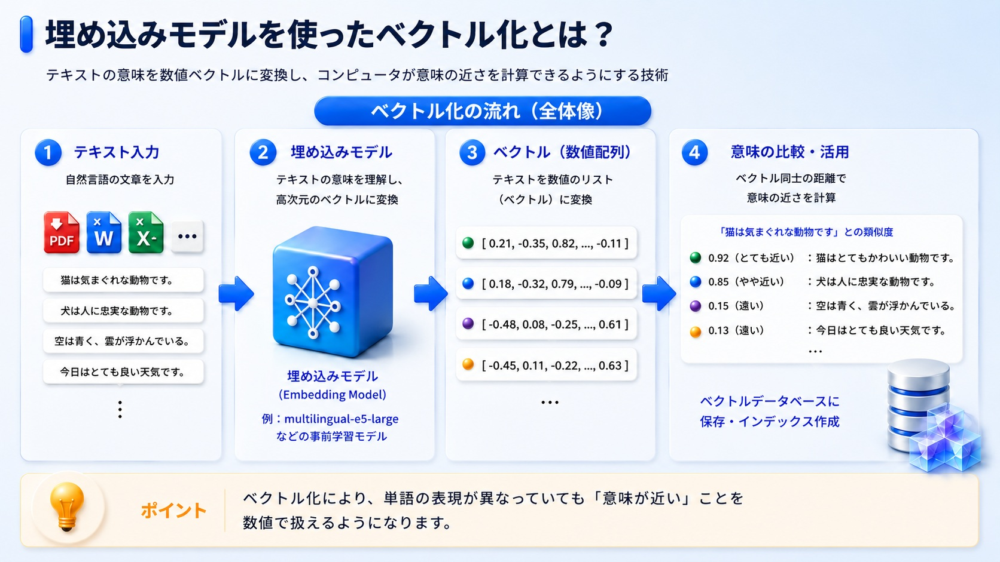 埋め込みモデルを使ったベクトル化とは？
テキストの意味を数値ベクトルに変換し、コンピュータが意味の近さを計算できるようにする技術
ベクトル化の流れ（全体像）
1 テキスト入力
自然言語の文章を入力
PDF
x W
x X-
•••
猫は気まぐれな動物です。
犬は人に忠実な動物です。
空は青く、雲が浮かんでいる。
今日はとても良い天気です。
⋮
2 埋め込みモデル
テキストの意味を理解し、
高次元のベクトルに変換
埋め込みモデル
（Embedding Model）
例：multilingual-e5-large
などの事前学習モデル
3 ベクトル（数値配列）
テキストを数値のリスト
（ベクトル）に変換
[ 0.21, -0.35, 0.82, ..., -0.11 ]
[ 0.18, -0.32, 0.79, ..., -0.09 ]
[ -0.48, 0.08, -0.25, ..., 0.61 ]
[ -0.45, 0.11, -0.22, ..., 0.63 ]
...
4 意味の比較・活用
ベクトル同士の距離で
意味の近さを計算
「猫は気まぐれな動物です」との類似度
0.92（とても近い）：猫はとてもかわいい動物です。
0.85（やや近い）：犬は人に忠実な動物です。
0.15（遠い）：空は青く、雲が浮かんでいる。
0.13（遠い）：今日はとても良い天気です。
...
ベクトルデータベースに
保存・インデックス作成
ポイント
ベクトル化により、単語の表現が異なっていても「意味が近い」ことを
数値で扱えるようになります。